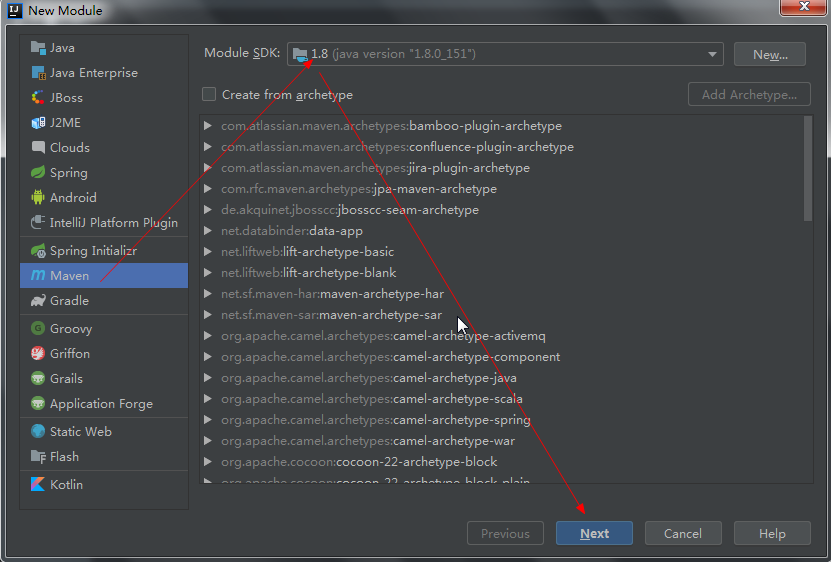 New Module
Java
Java Enterprise
JBoss
J2ME
Clouds
Spring
Android
IntelliJ Platform Plugin
Spring Initializr
Maven
Gradle
Groovy
Griffon
Grails
Application Forge
Static Web
Flash
Kotlin
Module SDK: 1.8 (java version "1.8.0_151") New...
Create from archetype Add Archetype...
com.atlassian.maven.archetypes:bamboo-plugin-archetype
com.atlassian.maven.archetypes:confluence-plugin-archetype
com.atlassian.maven.archetypes:jira-plugin-archetype
com.rfc.maven.archetypes:jpa-maven-archetype
de.akquinet.jbosscc:jbosscc-seam-archetype
net.databinder:data-app
net.liftweb:lift-archetype-basic
net.liftweb:lift-archetype-blank
net.sf.maven-har:maven-archetype-har
net.sf.maven-sar:maven-archetype-sar
org.apache.camel.archetypes:camel-archetype-activemq
org.apache.camel.archetypes:camel-archetype-component
org.apache.camel.archetypes:camel-archetype-java
org.apache.camel.archetypes:camel-archetype-scala
org.apache.camel.archetypes:camel-archetype-spring
org.apache.camel.archetypes:camel-archetype-war
org.apache.cocoon:cocoon-22-archetype-block
org.apache.cocoon:cocoon-22-archetype-block-plain
Previous Next Cancel Help